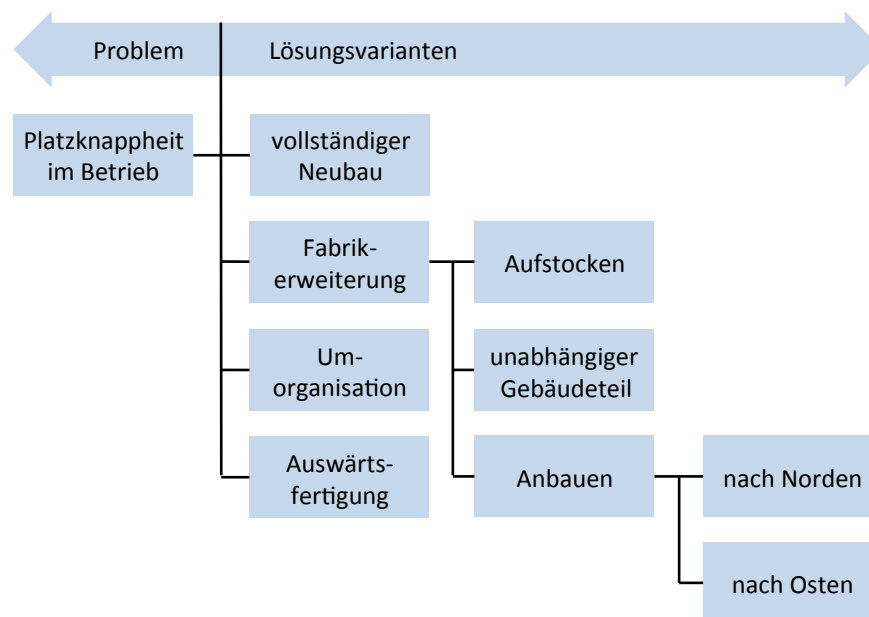 Problem
Lösungsvarianten
Platzknappheit
im Betrieb
vollständiger
Neubau
Fabrik-
erweiterung
Aufstocken
Um-
organisation
unabhängiger
Gebäudeteil
Auswärts-
fertigung
Anbauen
nach Norden
nach Osten